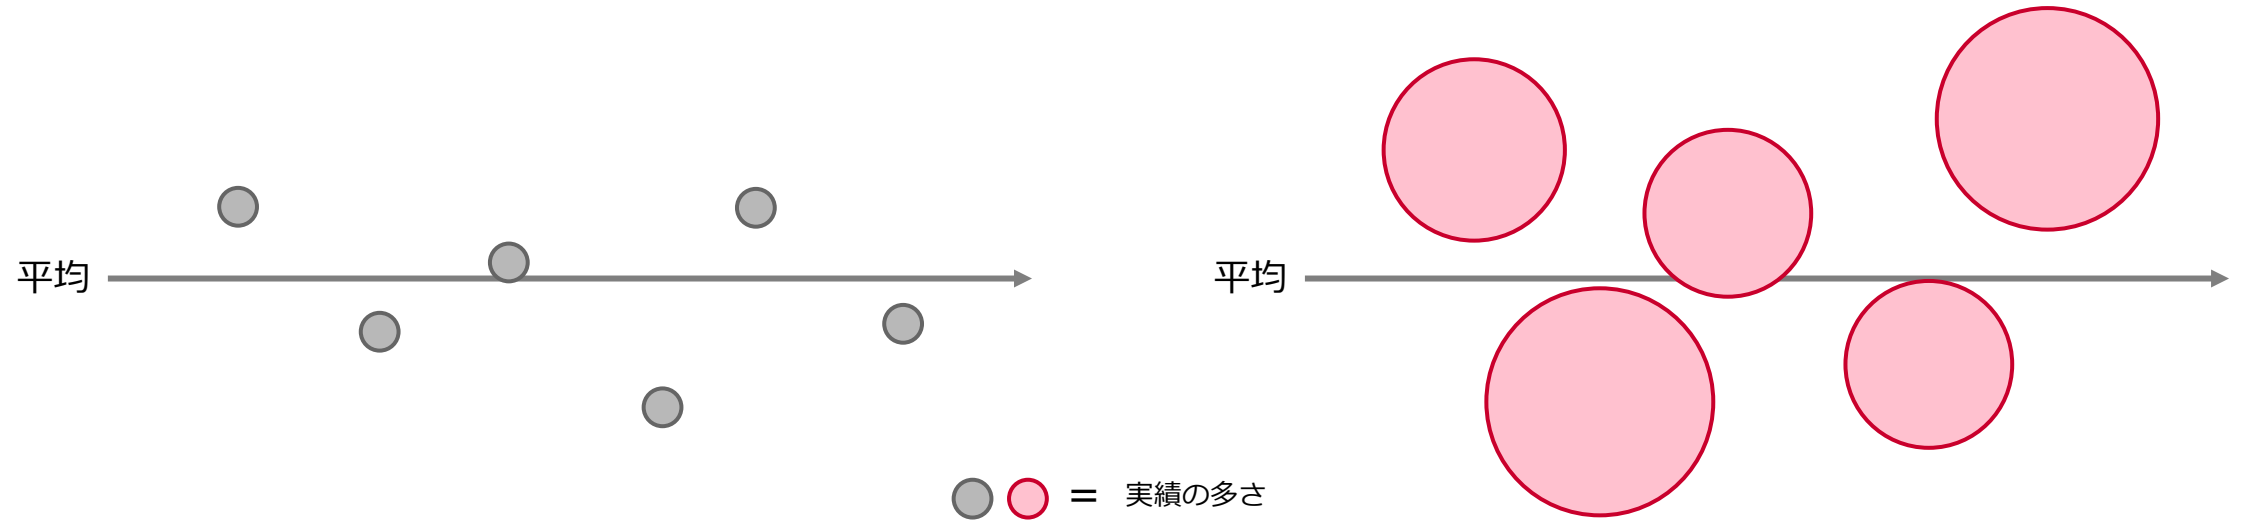 平均
平均
= 実績の多さ